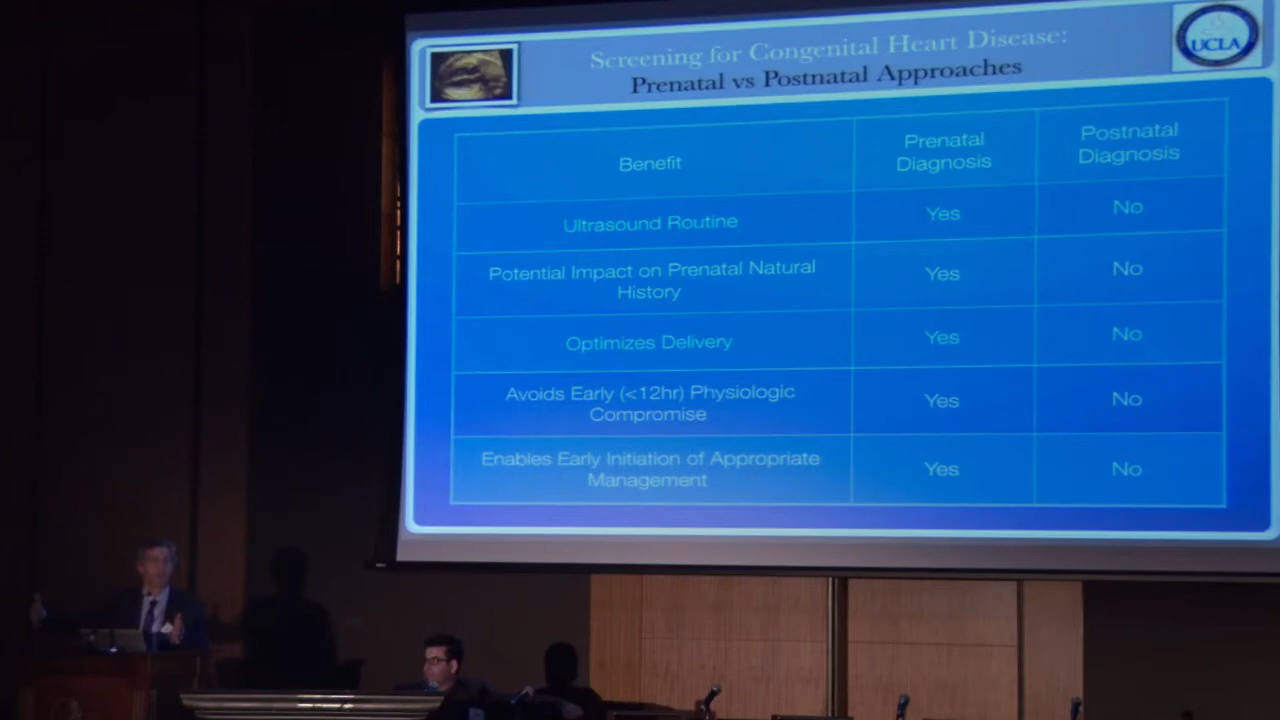 Screening for Congenital Heart Disease:
Prenatal vs Postnatal Approaches
UCLA
Benefit
Prenatal
Diagnosis
Postnatal
Diagnosis
Ultrasound Routine
Yes
No
Potential Impact on Prenatal Natural
History
Yes
No
Optimizes Delivery
Yes
No
Avoids Early (<12hr) Physiologic
Compromise
Yes
No
Enables Early Initiation of Appropriate
Management
Yes
No